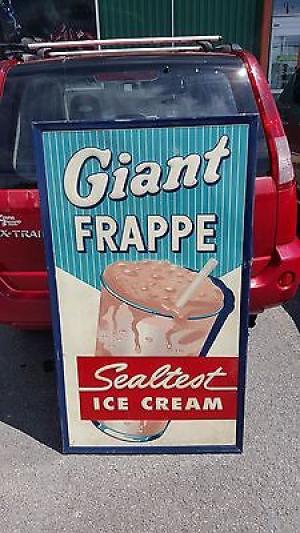 Giant
FRAPPE
Sealtest
ICE CREAM
X-TRAIL